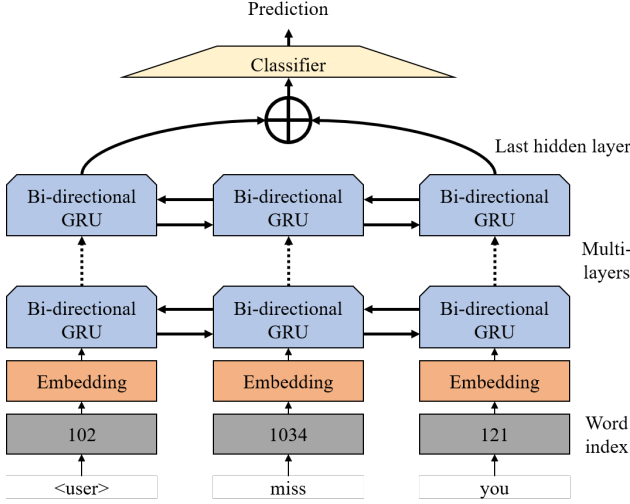 Prediction
Classifier
Last hidden layer
Bi-directional
GRU
Bi-directional
GRU
Bi-directional
GRU
Multi-
layers
Bi-directional
GRU
Bi-directional
GRU
Bi-directional
GRU
Embedding
Embedding
Embedding
102
1034
121
Word
index
<user>
miss
you